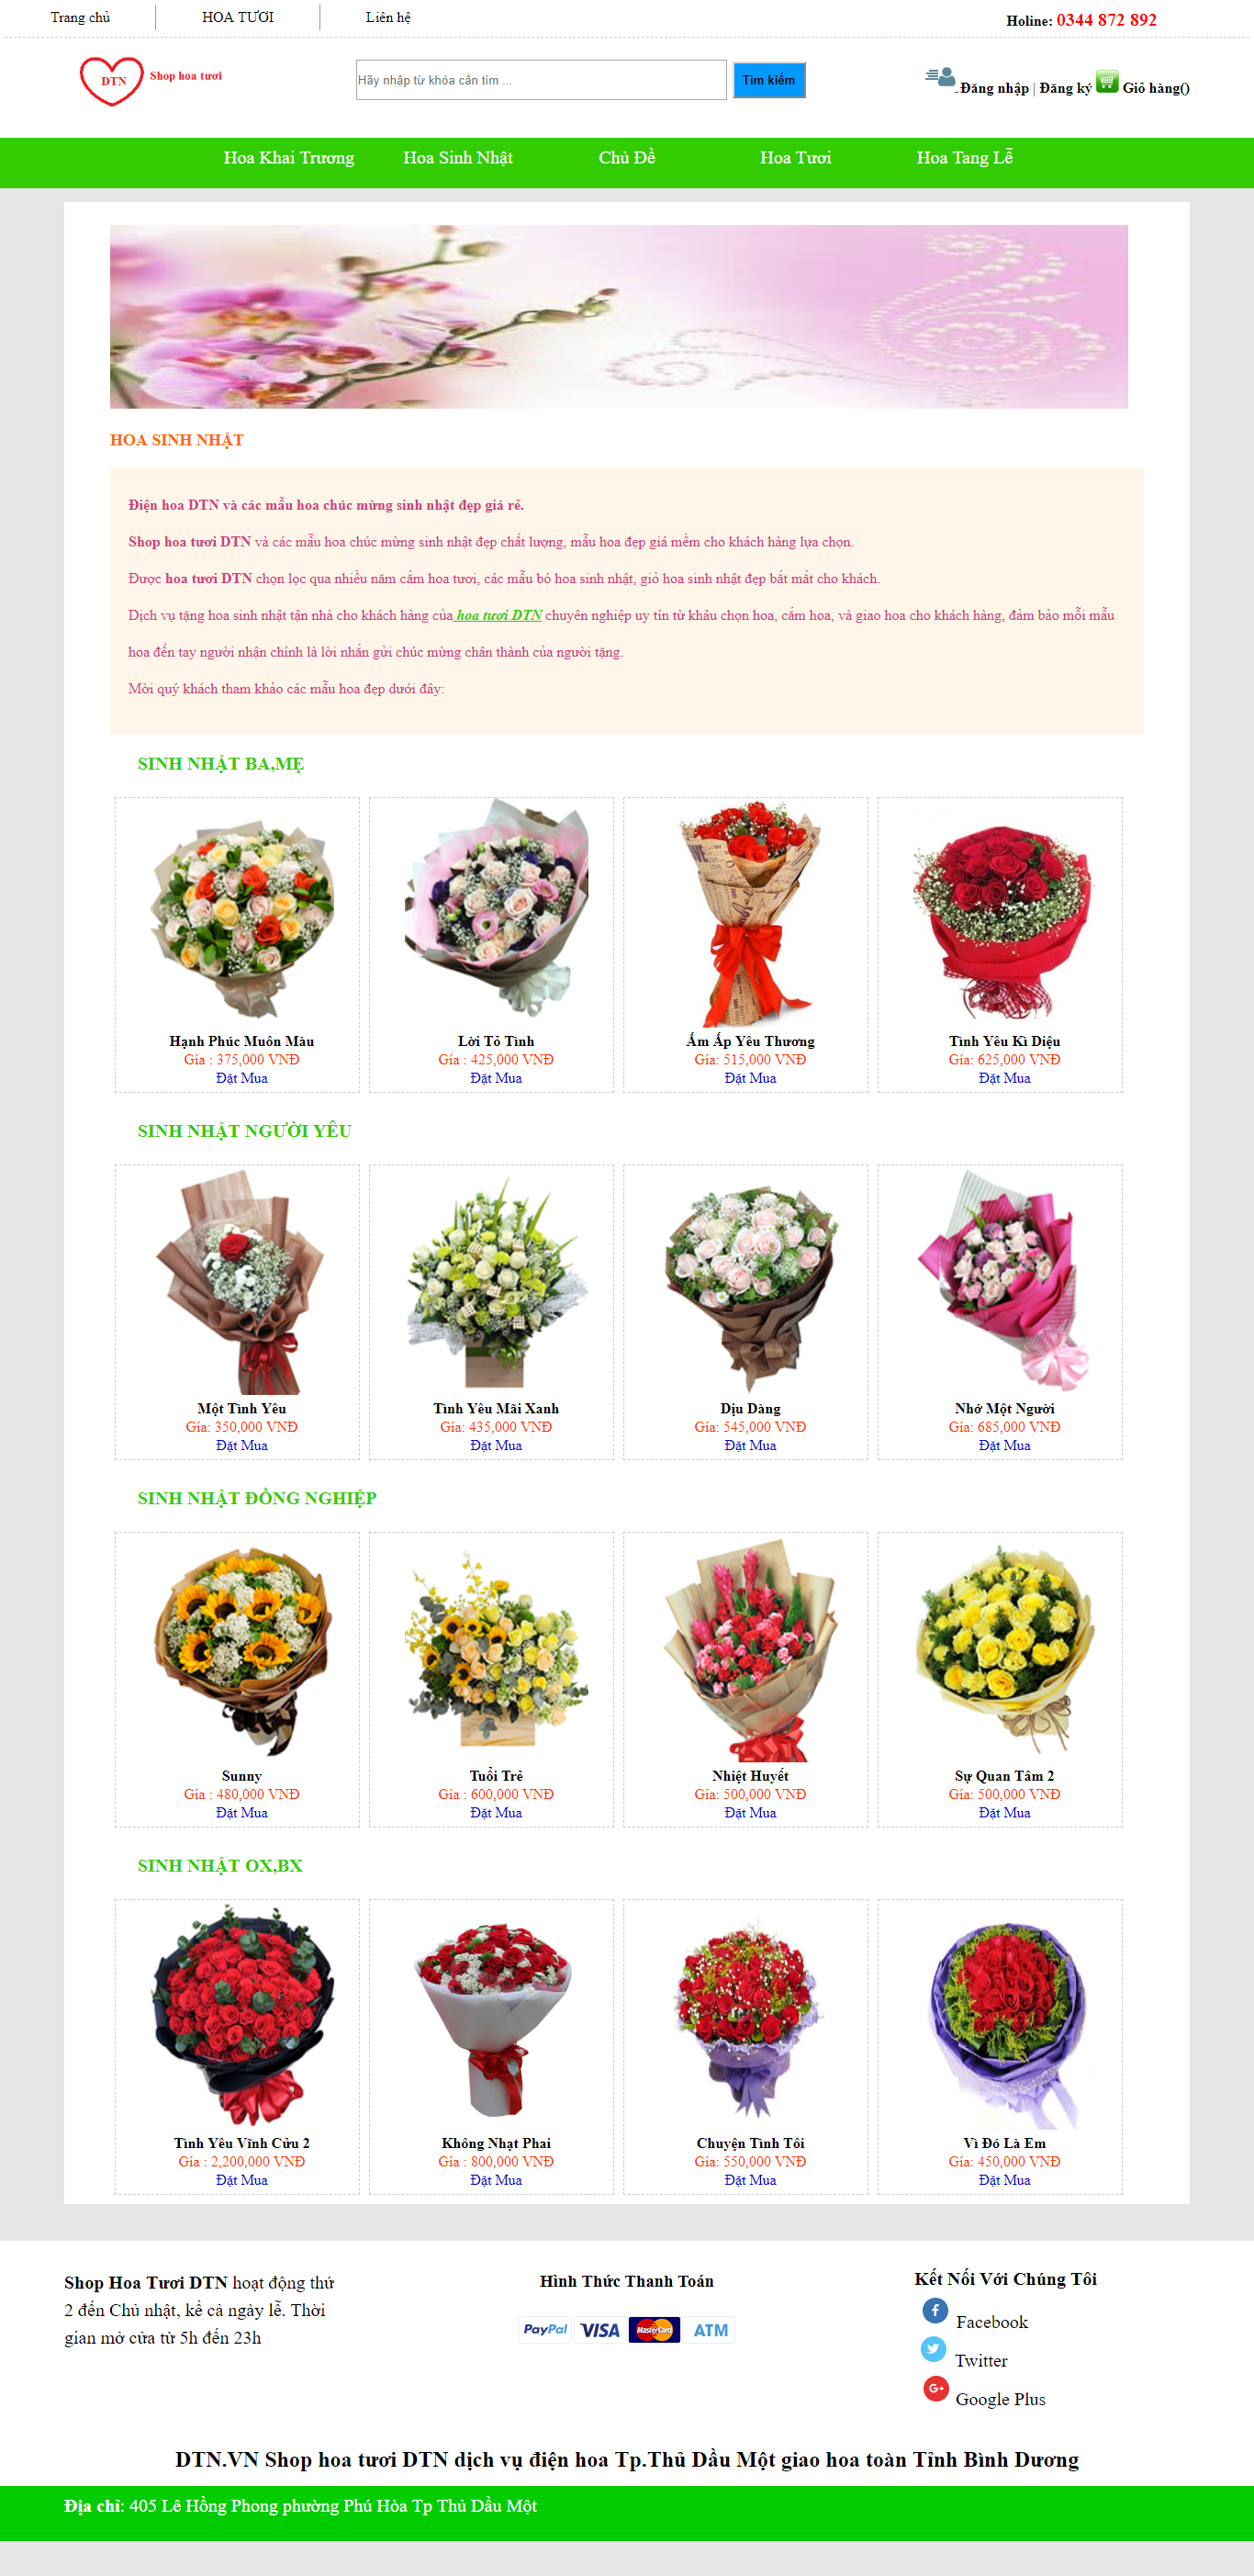 Trang chủ
HOA TƯƠI
Liên hệ
Holine: 0344 872 892
DTN
Shop hoa tươi
Hãy nhập từ khóa cần tìm ...
Tìm kiếm
Đăng nhập | Đăng ký
Giỏ hàng()
Hoa Khai Trương
Hoa Sinh Nhật
Chủ Đề
Hoa Tươi
Hoa Tang Lễ
HOA SINH NHẬT
Điện hoa DTN và các mẫu hoa chúc mừng sinh nhật đẹp giá rẻ.
Shop hoa tươi DTN và các mẫu hoa chúc mừng sinh nhật đẹp chất lượng, mẫu hoa đẹp giá mềm cho khách hàng lựa chọn.
Được hoa tươi DTN chọn lọc qua nhiều năm cắm hoa tươi, các mẫu bó hoa sinh nhật, giỏ hoa sinh nhật đẹp bắt mắt cho khách.
Dịch vụ tặng hoa sinh nhật tận nhà cho khách hàng của hoa tươi DTN chuyên nghiệp uy tín từ khâu chọn hoa, cắm hoa, và giao hoa cho khách hàng, đảm bảo mỗi mẫu
hoa đến tay người nhận chính là lời nhắn gửi chúc mừng chân thành của người tặng.
Mời quý khách tham khảo các mẫu hoa đẹp dưới đây:
SINH NHẬT BA,MẸ
Hạnh Phúc Muôn Màu
Gía : 375,000 VNĐ
Đặt Mua
Lời Tỏ Tình
Gía : 425,000 VNĐ
Đặt Mua
Ấm Áp Yêu Thương
Gía: 515,000 VNĐ
Đặt Mua
Tình Yêu Kì Diệu
Gía: 625,000 VNĐ
Đặt Mua
SINH NHẬT NGƯỜI YÊU
Một Tình Yêu
Gía: 350,000 VNĐ
Đặt Mua
Tình Yêu Mãi Xanh
Gía: 435,000 VNĐ
Đặt Mua
Dịu Dàng
Gía: 545,000 VNĐ
Đặt Mua
Nhớ Một Người
Gía: 685,000 VNĐ
Đặt Mua
SINH NHẬT ĐỒNG NGHIỆP
Sunny
Gía : 480,000 VNĐ
Đặt Mua
Tuổi Trẻ
Gía : 600,000 VNĐ
Đặt Mua
Nhiệt Huyết
Gía: 500,000 VNĐ
Đặt Mua
Sự Quan Tâm 2
Gía: 500,000 VNĐ
Đặt Mua
SINH NHẬT OX,BX
Tình Yêu Vĩnh Cửu 2
Gía : 2,200,000 VNĐ
Đặt Mua
Không Nhạt Phai
Gía : 800,000 VNĐ
Đặt Mua
Chuyện Tình Tôi
Gía: 550,000 VNĐ
Đặt Mua
Vì Đó Là Em
Gía: 450,000 VNĐ
Đặt Mua
Shop Hoa Tươi DTN hoạt động thứ
2 đến Chủ nhật, kể cả ngày lễ. Thời
gian mở cửa từ 5h đến 23h
Hình Thức Thanh Toán
PayPal VISA MasterCard ATM
Kết Nối Với Chúng Tôi
Facebook
Twitter
Google Plus
DTN.VN Shop hoa tươi DTN dịch vụ điện hoa Tp.Thủ Dầu Một giao hoa toàn Tỉnh Bình Dương
Địa chỉ: 405 Lê Hồng Phong phường Phú Hòa Tp Thủ Dầu Một